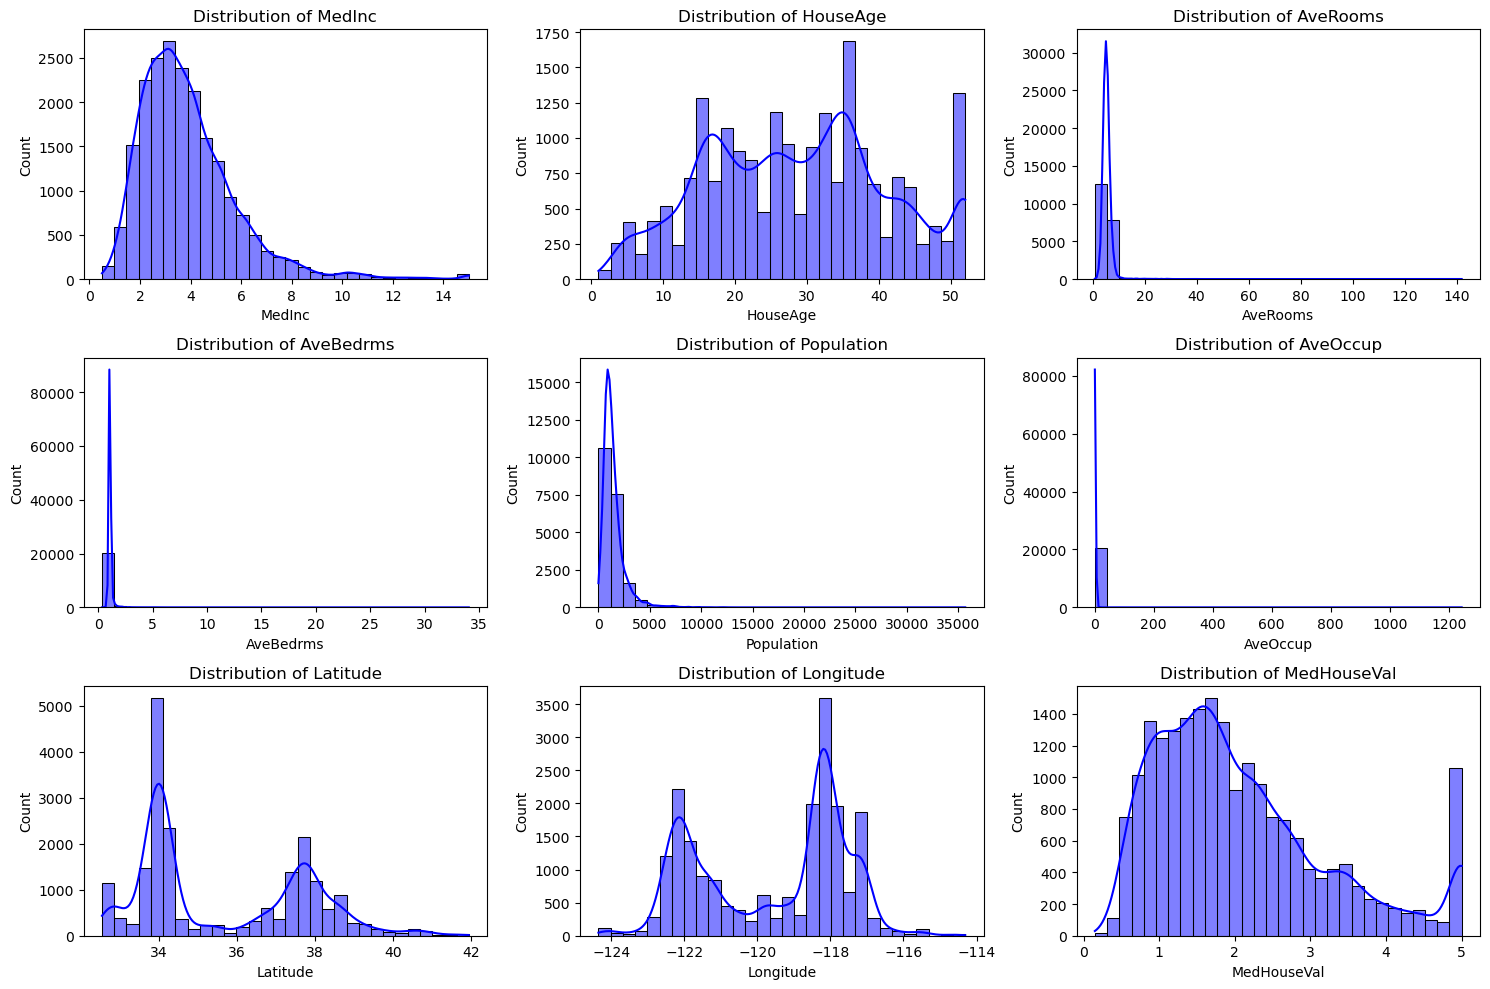 Distribution of MedInc
Count
2500
2000
1500
1000
500
0
0 2 4 6 8 10 12 14
MedInc
Distribution of HouseAge
Count
1750
1500
1250
1000
750
500
250
0
0 10 20 30 40 50
HouseAge
Distribution of AveRooms
Count
30000
25000
20000
15000
10000
5000
0
0 20 40 60 80 100 120 140
AveRooms
Distribution of AveBedrms
Count
80000
60000
40000
20000
0
0 5 10 15 20 25 30 35
AveBedrms
Distribution of Population
Count
15000
12500
10000
7500
5000
2500
0
0 5000 10000 15000 20000 25000 30000 35000
Population
Distribution of AveOccup
Count
80000
60000
40000
20000
0
0 200 400 600 800 1000 1200
AveOccup
Distribution of Latitude
Count
5000
4000
3000
2000
1000
0
34 36 38 40 42
Latitude
Distribution of Longitude
Count
3500
3000
2500
2000
1500
1000
500
0
−124 −122 −120 −118 −116 −114
Longitude
Distribution of MedHouseVal
Count
1400
1200
1000
800
600
400
200
0
0 1 2 3 4 5
MedHouseVal